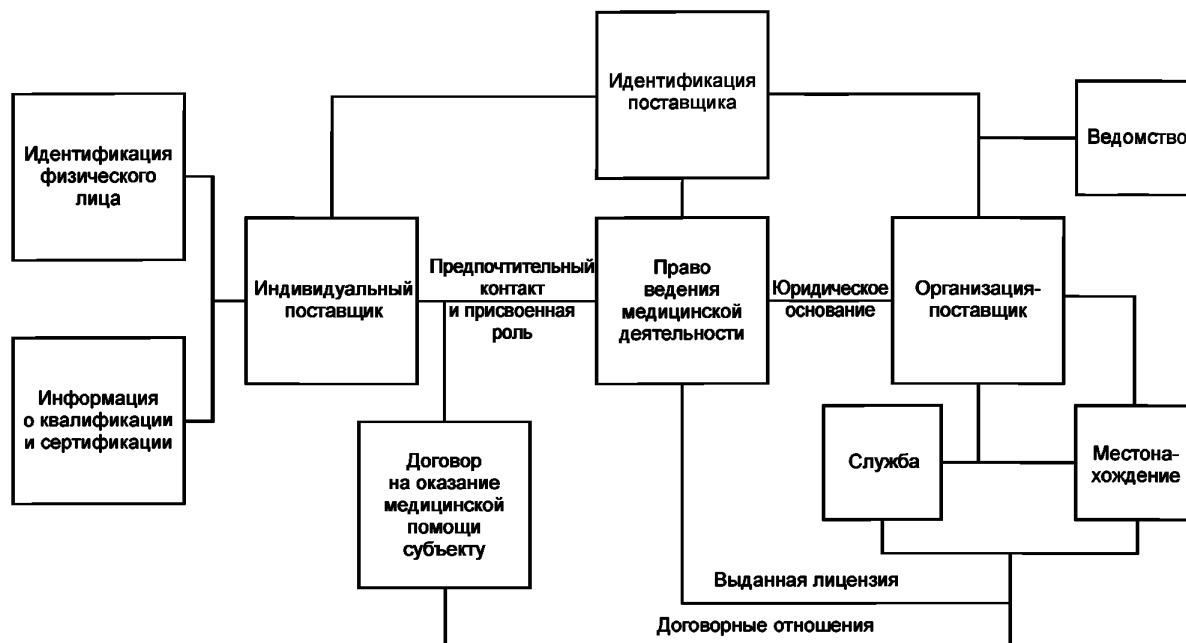 Идентификация
поставщика
Ведомство
Идентификация
физического
лица
Индивидуальный
поставщик
Предпочтительный
контакт
и присвоенная
роль
Право
ведения
медицинской
деятельности
Юридическое
основание
Организация-
поставщик
Информация
о квалификации
и сертификации
Договор
на оказание
медицинской
помощи
субъекту
Служба
Местона-
хождение
Выданная лицензия
Договорные отношения